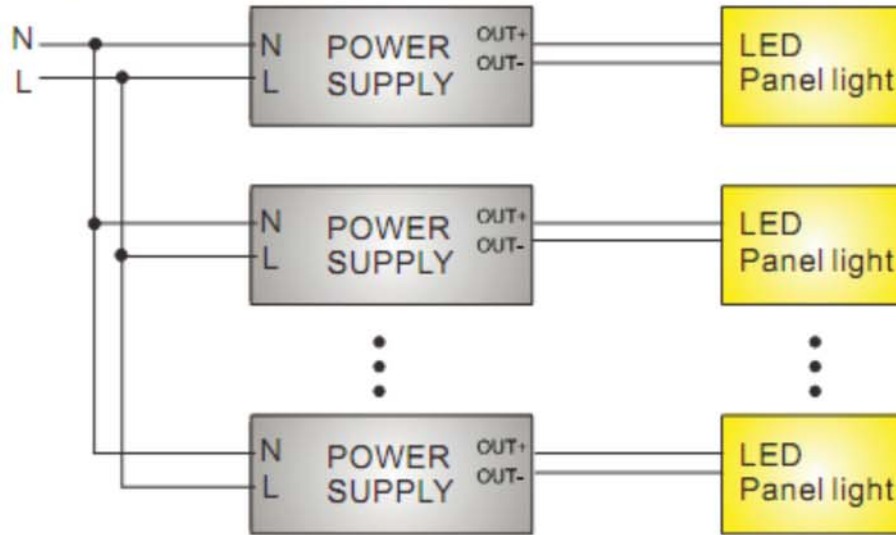 N
L
N POWER SUPPLY OUT+
L OUT-
LED
Panel light
N POWER SUPPLY OUT+
L OUT-
LED
Panel light
N POWER SUPPLY OUT+
L OUT-
LED
Panel light